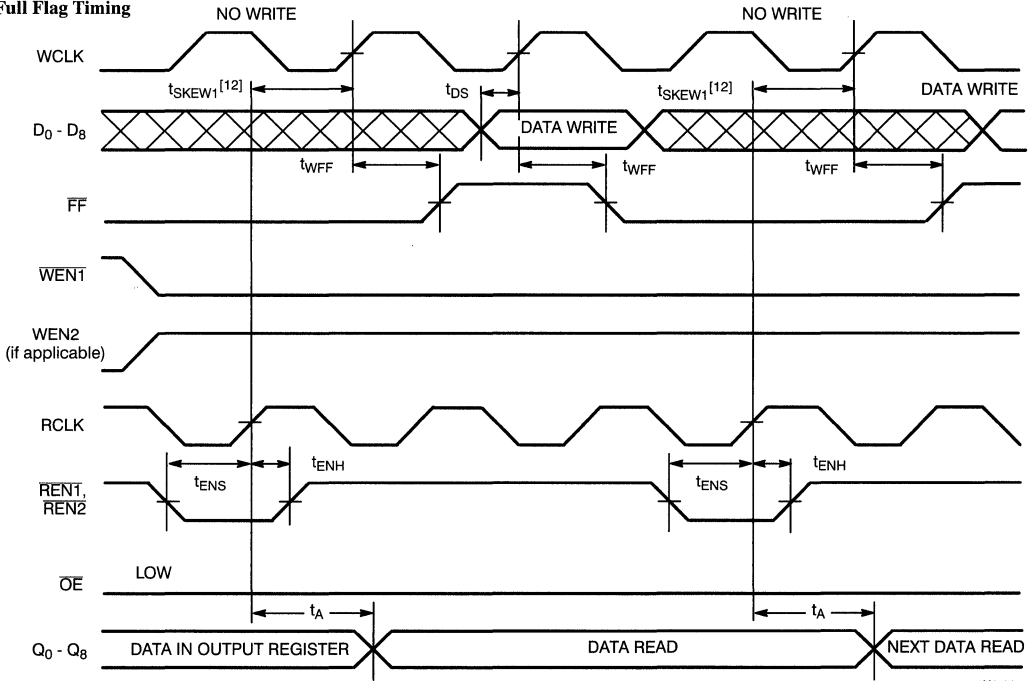 Full Flag Timing
NO WRITE NO WRITE
WCLK
tSKEW1[12] tDS tSKEW1[12] DATA WRITE
D0 - D8 DATA WRITE
tWFF tWFF tWFF
FF
WEN1
WEN2
(if applicable)
RCLK
tENS tENH tENS tENH
REN1,
REN2
OE LOW
tA tA
Q0 - Q8 DATA IN OUTPUT REGISTER DATA READ NEXT DATA READ